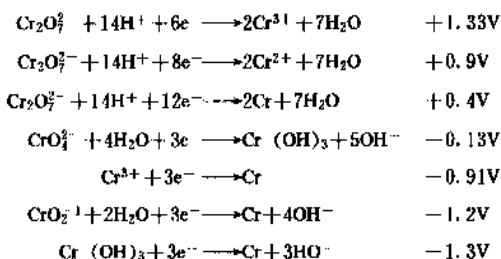 Cr₂O₇²⁻ + 14H⁺ + 6e ⟶ 2Cr³⁺ + 7H₂O +1.33V
Cr₂O₇²⁻ + 14H⁺ + 8e⁻ ⟶ 2Cr²⁺ + 7H₂O +0.9V
Cr₂O₇²⁻ + 14H⁺ + 12e⁻ ⟶ 2Cr + 7H₂O +0.4V
CrO₄²⁻ + 4H₂O + 3e ⟶ Cr (OH)₃ + 5OH⁻ −0.13V
Cr³⁺ + 3e⁻ ⟶ Cr −0.91V
CrO₂⁻¹ + 2H₂O + 3e⁻ ⟶ Cr + 4OH⁻ −1.2V
Cr (OH)₃ + 3e⁻ ⟶ Cr + 3HO⁻ −1.3V